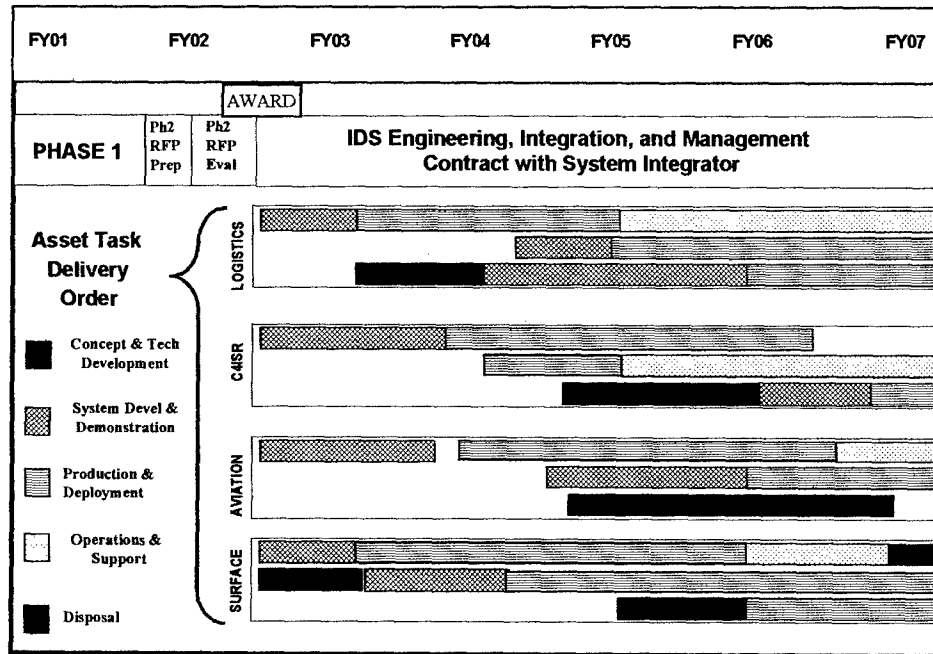 FY01 FY02 FY03 FY04 FY05 FY06 FY07
AWARD
PHASE 1
Ph2
RFP
Prep
Ph2
RFP
Eval
IDS Engineering, Integration, and Management
Contract with System Integrator
Asset Task
Delivery
Order
Concept & Tech
Development
System Devel &
Demonstration
Production &
Deployment
Operations &
Support
Disposal
LOGISTICS
C4ISR
AVIATION
SURFACE